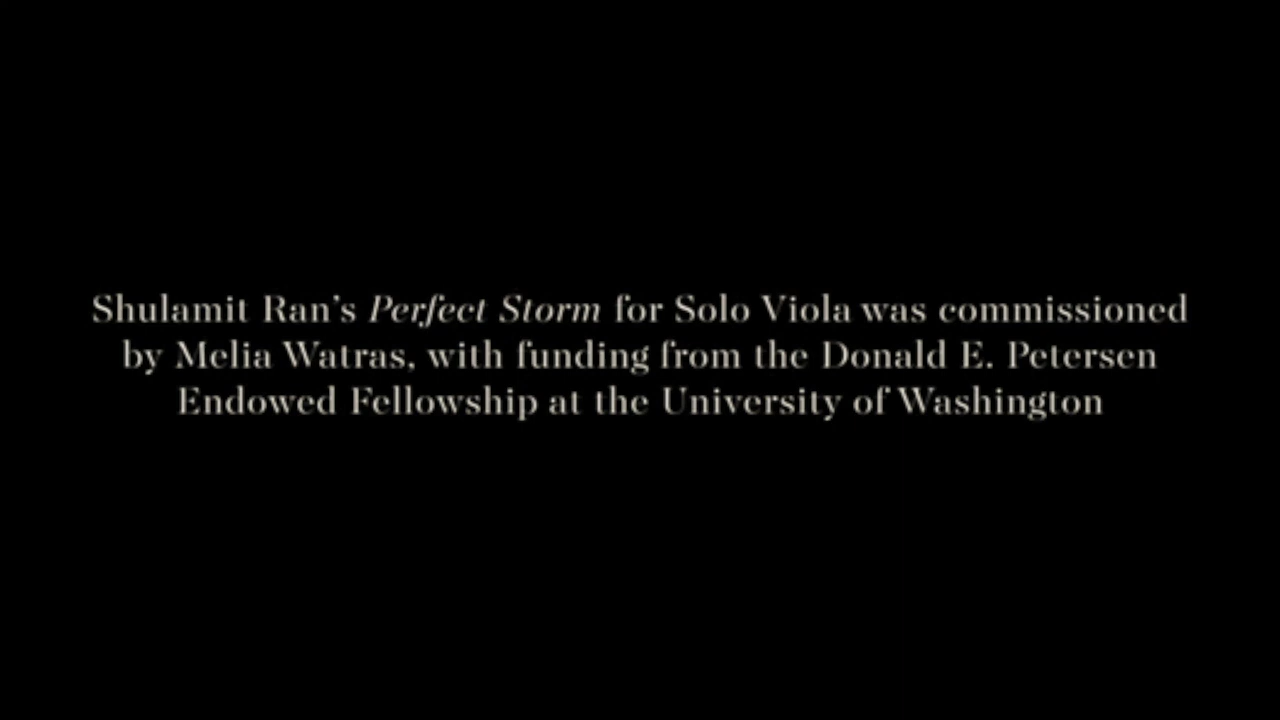 Shulamit Ran’s Perfect Storm for Solo Viola was commissioned
by Melia Watras, with funding from the Donald E. Petersen
Endowed Fellowship at the University of Washington